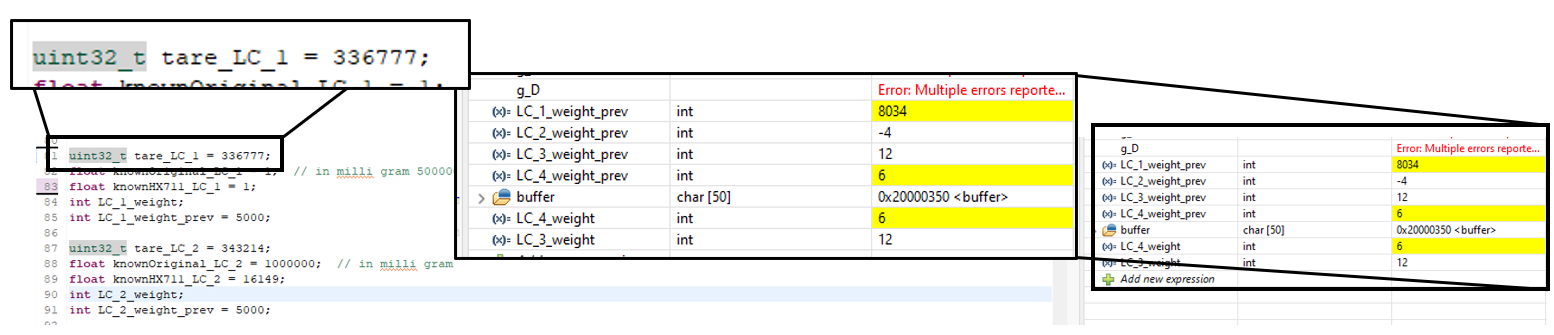 uint32_t tare_LC_1 = 336777;
float knownOriginal_LC_1 = 1;
81 uint32_t tare_LC_1 = 336777;
82 float knownOriginal_LC_1 = 1; // in milli gram 50000
83 float knownHX711_LC_1 = 1;
84 int LC_1_weight;
85 int LC_1_weight_prev = 5000;
86
87 uint32_t tare_LC_2 = 343214;
88 float knownOriginal_LC_2 = 1000000; // in milli gram
89 float knownHX711_LC_2 = 16149;
90 int LC_2_weight;
91 int LC_2_weight_prev = 5000;
92
g_D Error: Multiple errors reporte...
(x)= LC_1_weight_prev int 8034
(x)= LC_2_weight_prev int -4
(x)= LC_3_weight_prev int 12
(x)= LC_4_weight_prev int 6
buffer char [50] 0x20000350 <buffer>
(x)= LC_4_weight int 6
(x)= LC_3_weight int 12
g_D Error: Multiple errors reporte...
(x)= LC_1_weight_prev int 8034
(x)= LC_2_weight_prev int -4
(x)= LC_3_weight_prev int 12
(x)= LC_4_weight_prev int 6
buffer char [50] 0x20000350 <buffer>
(x)= LC_4_weight int 6
(x)= LC_3_weight int 12
Add new expression